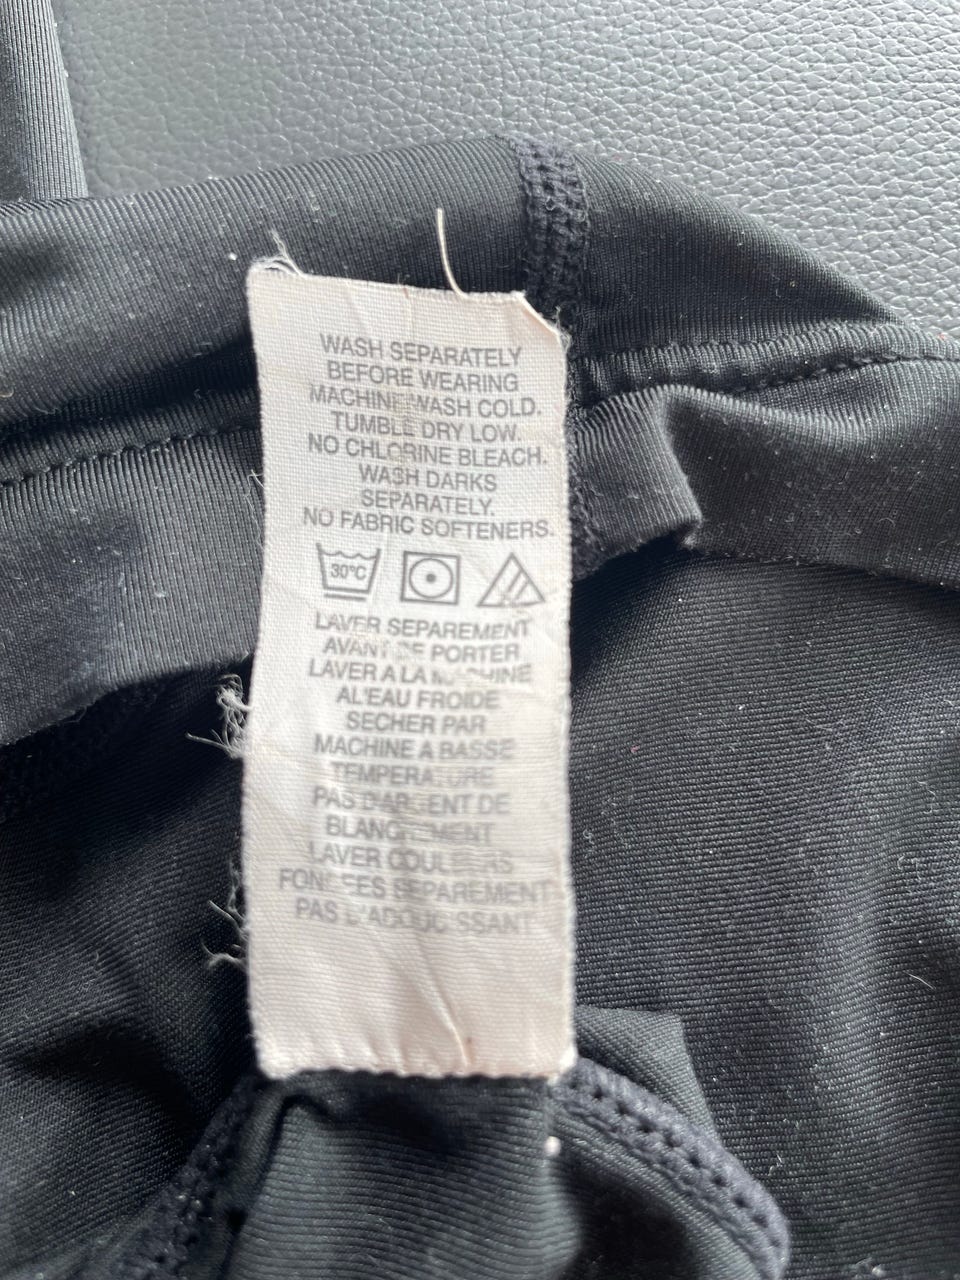 WASH SEPARATELY
BEFORE WEARING
MACHINE WASH COLD.
TUMBLE DRY LOW.
NO CHLORINE BLEACH.
WASH DARKS
SEPARATELY.
NO FABRIC SOFTENERS.
30°C
LAVER SEPAREMENT
AVANT DE PORTER
LAVER A LA MACHINE
AL'EAU FROIDE
SECHER PAR
MACHINE A BASSE
TEMPERATURE
PAS D'ARGENT DE
BLANCHEMENT
LAVER COULEURS
FONCEES SEPAREMENT
PAS D'ADOUCISSANT